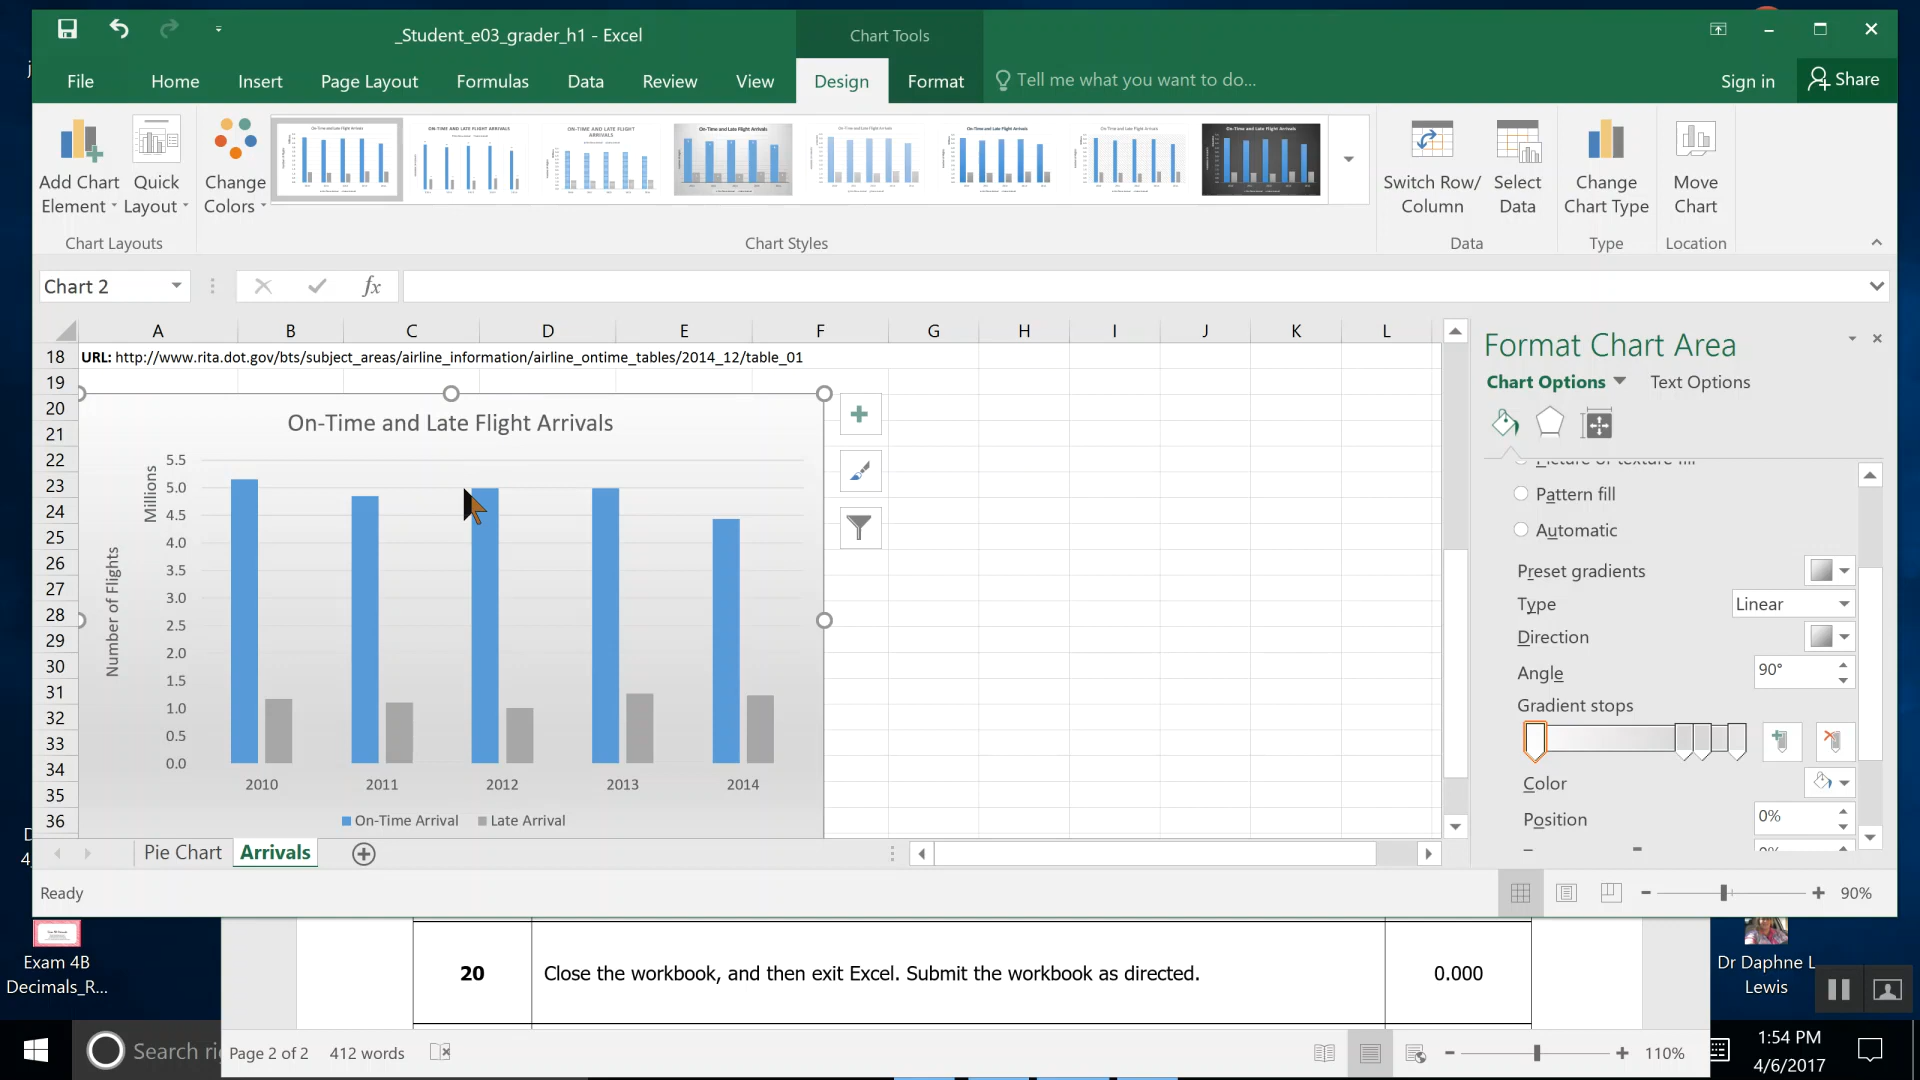 _Student_e03_grader_h1 - Excel
Chart Tools
File Home Insert Page Layout Formulas Data Review View Design Format Tell me what you want to do... Sign in Share
Add Chart Element
Quick Layout
Change Colors
Switch Row/ Column
Select Data
Change Chart Type
Move Chart
Chart Layouts
Chart Styles
Data
Type
Location
Chart 2
fx
A B C D E F G H I J K L
18 URL: http://www.rita.dot.gov/bts/subject_areas/airline_information/airline_ontime_tables/2014_12/table_01
19
20
21
22
23
24
25
26
27
28
29
30
31
32
33
34
35
36
On-Time and Late Flight Arrivals
Millions
Number of Flights
5.5
5.0
4.5
4.0
3.5
3.0
2.5
2.0
1.5
1.0
0.5
0.0
2010 2011 2012 2013 2014
On-Time Arrival Late Arrival
Format Chart Area
Chart Options Text Options
Picture or texture fill
Pattern fill
Automatic
Preset gradients
Type Linear
Direction
Angle 90°
Gradient stops
Color
Position 0%
Pie Chart Arrivals
Ready
90%
Exam 4B
Decimals_R...
20 Close the workbook, and then exit Excel. Submit the workbook as directed. 0.000
Dr Daphne L
Lewis
Page 2 of 2 412 words
110%
1:54 PM
4/6/2017